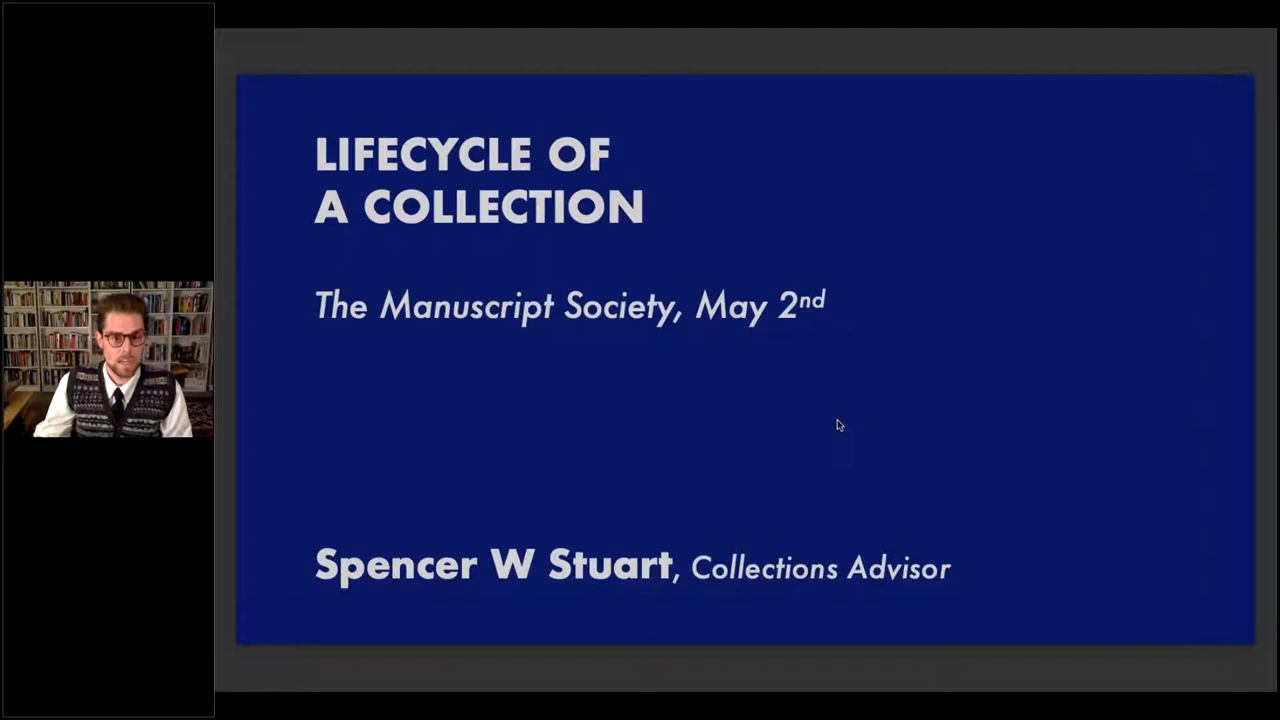 LIFECYCLE OF
A COLLECTION
The Manuscript Society, May 2nd
Spencer W Stuart, Collections Advisor